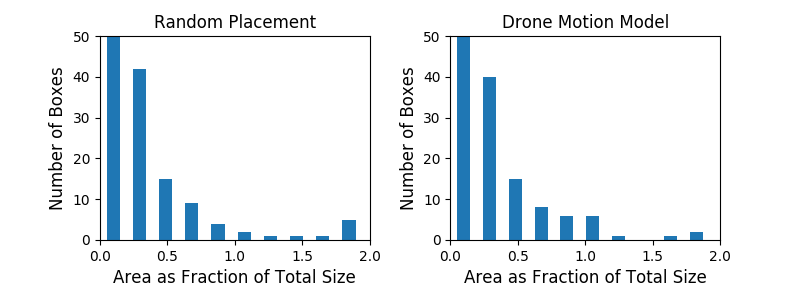 Random Placement
50
40
30
20
10
0
Number of Boxes
0.0 0.5 1.0 1.5 2.0
Area as Fraction of Total Size
Drone Motion Model
50
40
30
20
10
0
Number of Boxes
0.0 0.5 1.0 1.5 2.0
Area as Fraction of Total Size